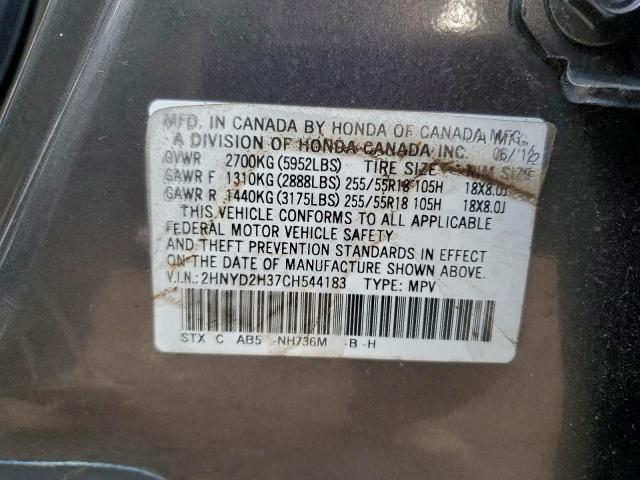 MFD. IN CANADA BY HONDA OF CANADA MFG.,
A DIVISION OF HONDA CANADA INC. 06/12
GVWR 2700KG (5952LBS) TIRE SIZE RIM SIZE
GAWR F 1310KG (2888LBS) 255/55R18 105H 18X8.0J
GAWR R 1440KG (3175LBS) 255/55R18 105H 18X8.0J
THIS VEHICLE CONFORMS TO ALL APPLICABLE
FEDERAL MOTOR VEHICLE SAFETY
AND THEFT PREVENTION STANDARDS IN EFFECT
ON THE DATE OF MANUFACTURE SHOWN ABOVE.
V.I.N.: 2HNYD2H37CH544183 TYPE: MPV
STX C AB5 -NH736M -B -H